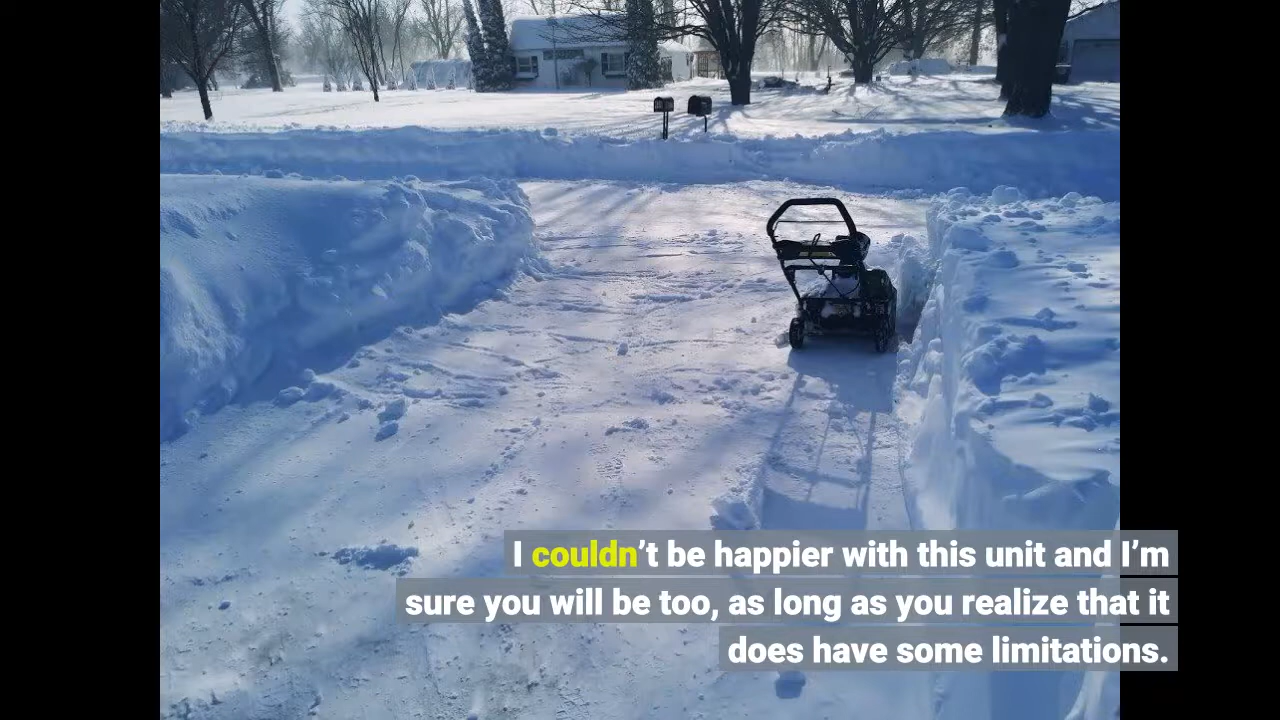 I couldn’t be happier with this unit and I’m
sure you will be too, as long as you realize that it
does have some limitations.